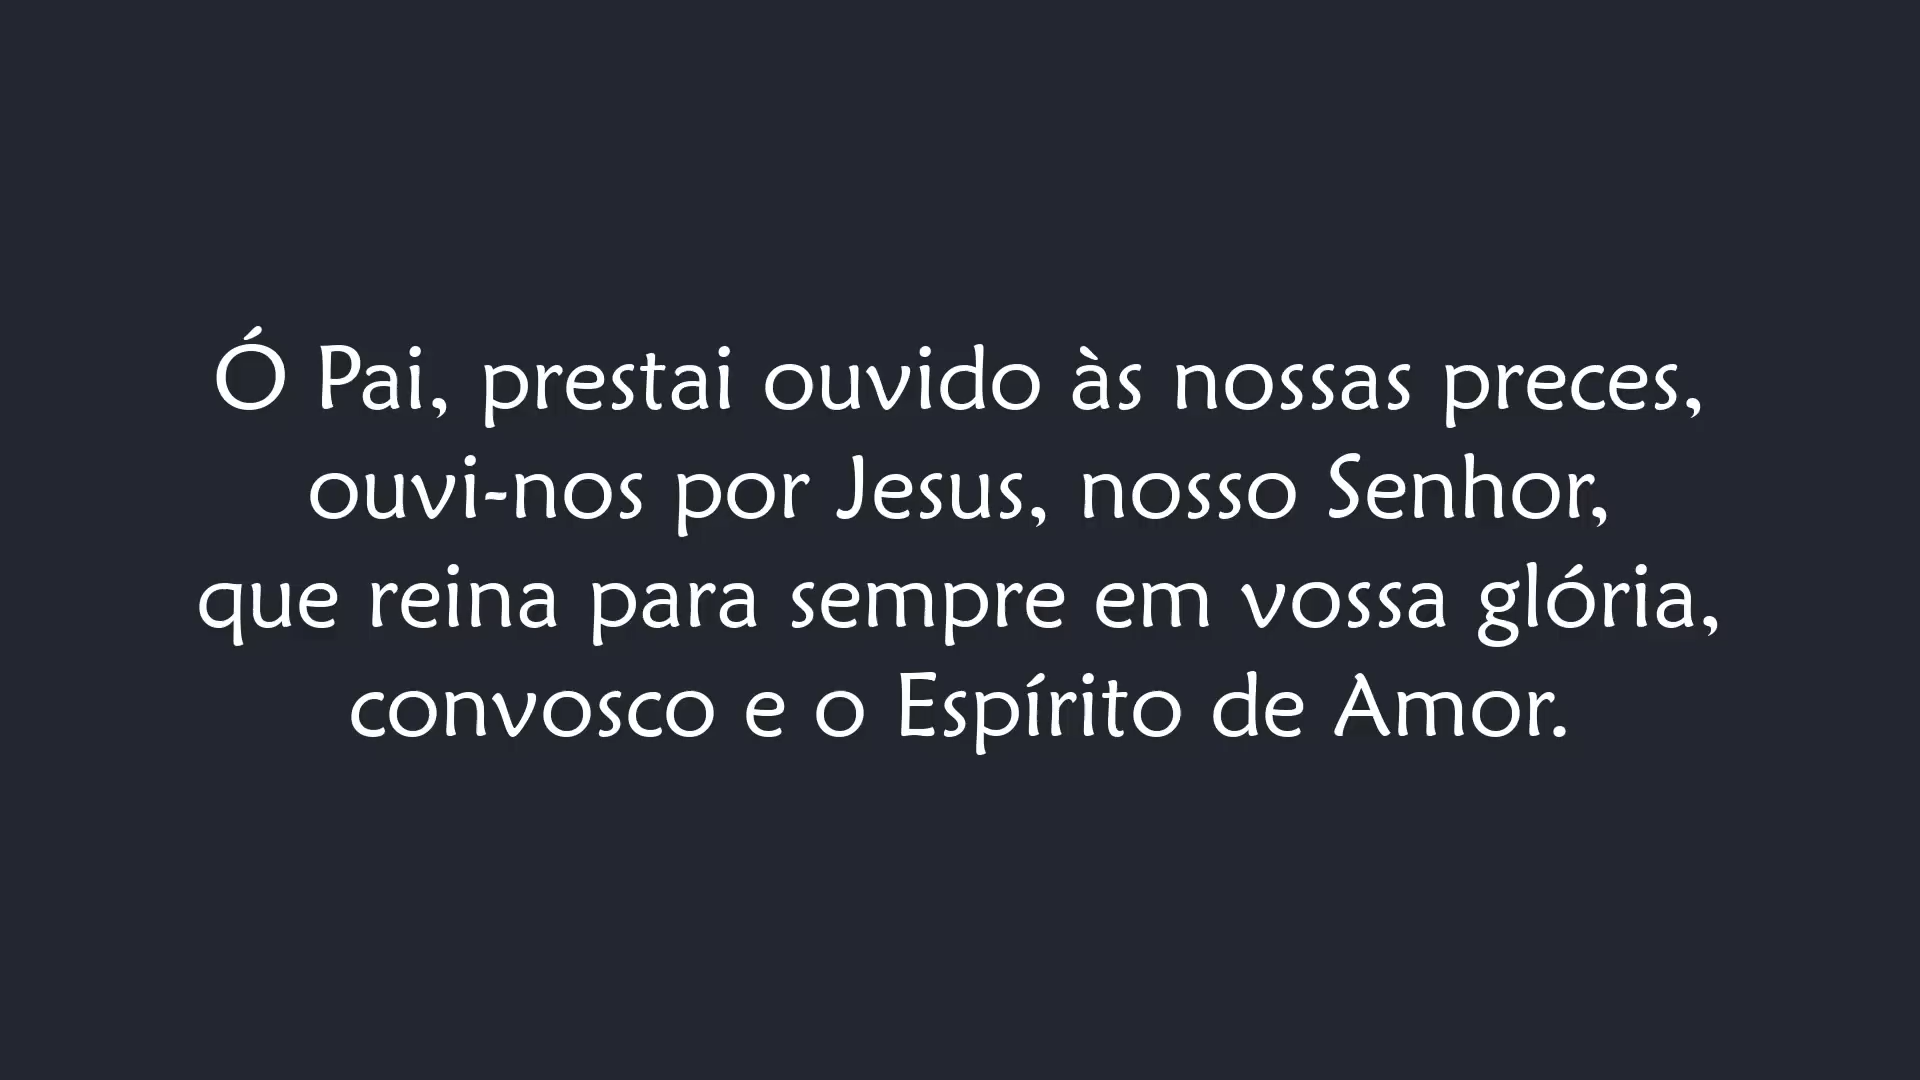 Ó Pai, prestai ouvido às nossas preces,
ouvi-nos por Jesus, nosso Senhor,
que reina para sempre em vossa glória,
convosco e o Espírito de Amor.